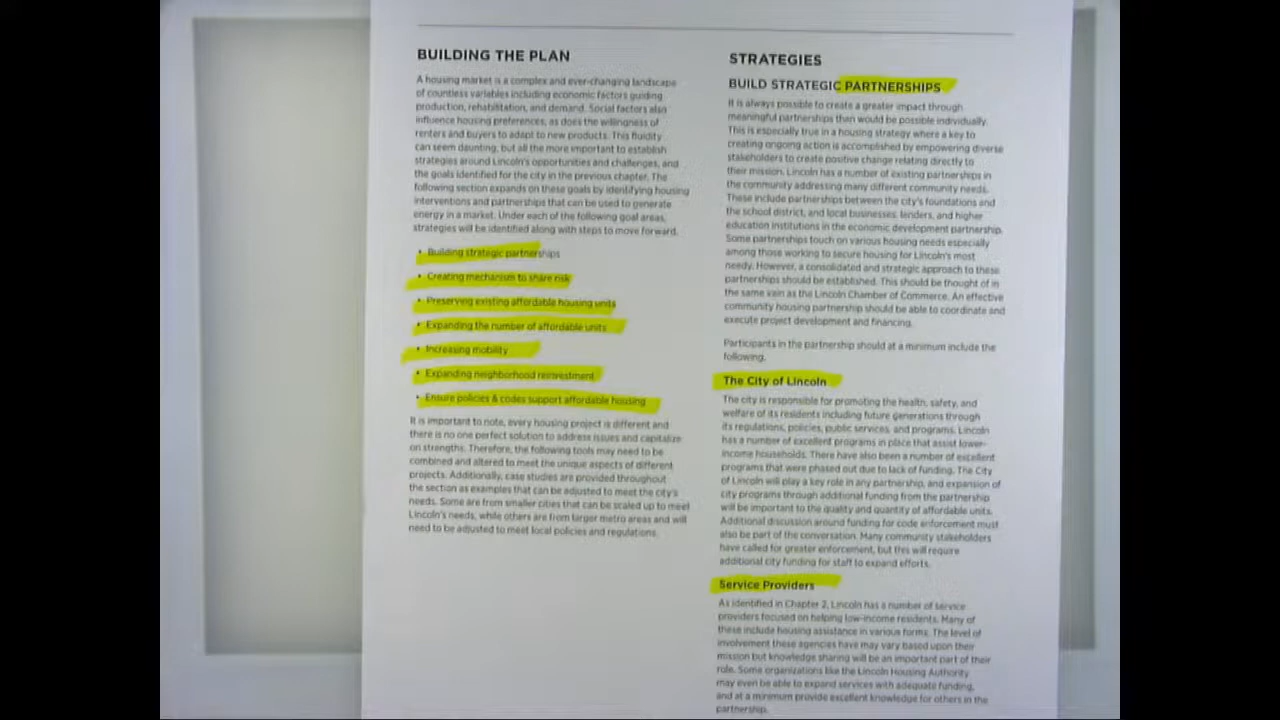 BUILDING THE PLAN
A housing market is a complex and ever-changing landscape
of countless variables including economic factors guiding
production, rehabilitation, and demand. Social factors also
influence housing preferences, as does the willingness of
renters and buyers to adapt to new products. This fluidity
can seem daunting, but all the more important to establish
strategies around Lincoln's opportunities and challenges, and
the goals identified for the city in the previous chapter. The
following section expands on these goals by identifying housing
interventions and partnerships that can be used to generate
energy in a market. Under each of the following goal areas,
strategies will be identified along with steps to move forward.
• Building strategic partnerships
• Creating mechanism to share risk
• Preserving existing affordable housing units
• Expanding the number of affordable units
• Increasing mobility
• Expanding neighborhood reinvestment
• Ensure policies & codes support affordable housing
It is important to note, every housing project is different and
there is no one perfect solution to address issues and capitalize
on strengths. Therefore, the following tools may need to be
combined and altered to meet the unique aspects of different
projects. Additionally, case studies are provided throughout
the section as examples that can be adjusted to meet the city's
needs. Some are from smaller cities that can be scaled up to meet
Lincoln's needs, while others are from larger metro areas and will
need to be adjusted to meet local policies and regulations.
STRATEGIES
BUILD STRATEGIC PARTNERSHIPS
It is always possible to create a greater impact through
meaningful partnerships than would be possible individually.
This is especially true in a housing strategy where a key to
creating ongoing action is accomplished by empowering diverse
stakeholders to create positive change relating directly to
their mission. Lincoln has a number of existing partnerships in
the community addressing many different community needs.
These include partnerships between the city's foundations and
the school district, and local businesses, lenders, and higher
education institutions in the economic development partnership.
Some partnerships touch on various housing needs especially
among those working to secure housing for Lincoln's most
needy. However, a consolidated and strategic approach to these
partnerships should be established. This should be thought of in
the same vein as the Lincoln Chamber of Commerce. An effective
community housing partnership should be able to coordinate and
execute project development and financing.
Participants in the partnership should at a minimum include the
following.
The City of Lincoln
The city is responsible for promoting the health, safety, and
welfare of its residents including future generations through
its regulations, policies, public services, and programs. Lincoln
has a number of excellent programs in place that assist lower-
income households. There have also been a number of excellent
programs that were phased out due to lack of funding. The City
of Lincoln will play a key role in any partnership, and expansion of
city programs through additional funding from the partnership
will be important to the quality and quantity of affordable units.
Additional discussion around funding for code enforcement must
also be part of the conversation. Many community stakeholders
have called for greater enforcement, but this will require
additional city funding for staff to expand efforts.
Service Providers
As identified in Chapter 2, Lincoln has a number of service
providers focused on helping low-income residents. Many of
these include housing assistance in various forms. The level of
involvement these agencies have may vary based upon their
mission but knowledge sharing will be an important part of their
role. Some organizations like the Lincoln Housing Authority
may even be able to expand services with adequate funding,
and at a minimum provide excellent knowledge for others in the
partnership.